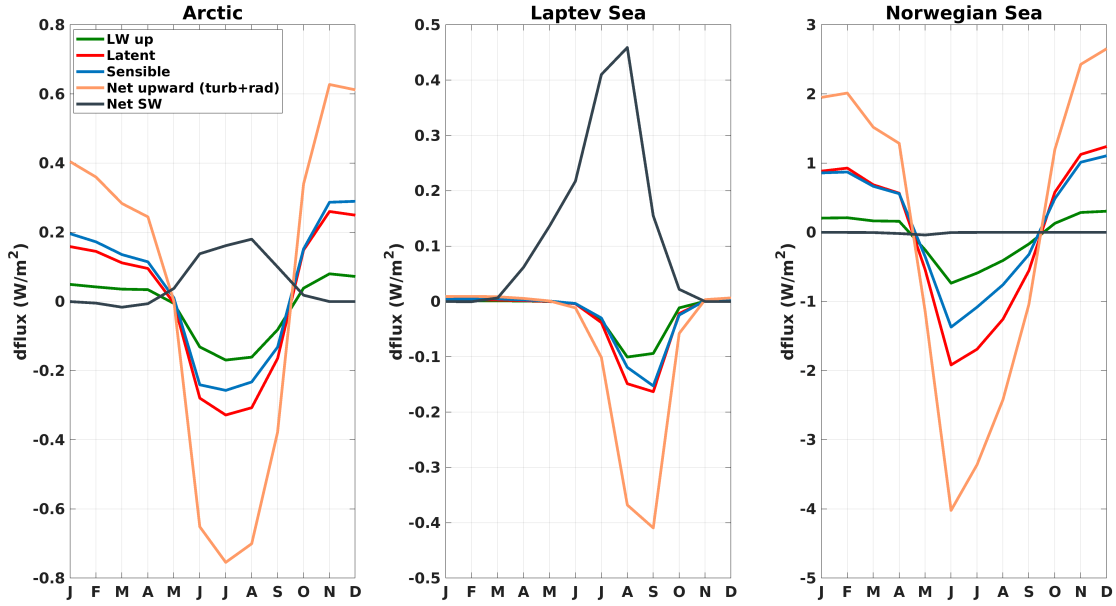 Arctic
LW up
Latent
Sensible
Net upward (turb+rad)
Net SW
dflux (W/m²)
0.8
0.6
0.4
0.2
0
-0.2
-0.4
-0.6
-0.8
J F M A M J J A S O N D
Laptev Sea
dflux (W/m²)
0.5
0.4
0.3
0.2
0.1
0
-0.1
-0.2
-0.3
-0.4
-0.5
J F M A M J J A S O N D
Norwegian Sea
dflux (W/m²)
3
2
1
0
-1
-2
-3
-4
-5
J F M A M J J A S O N D